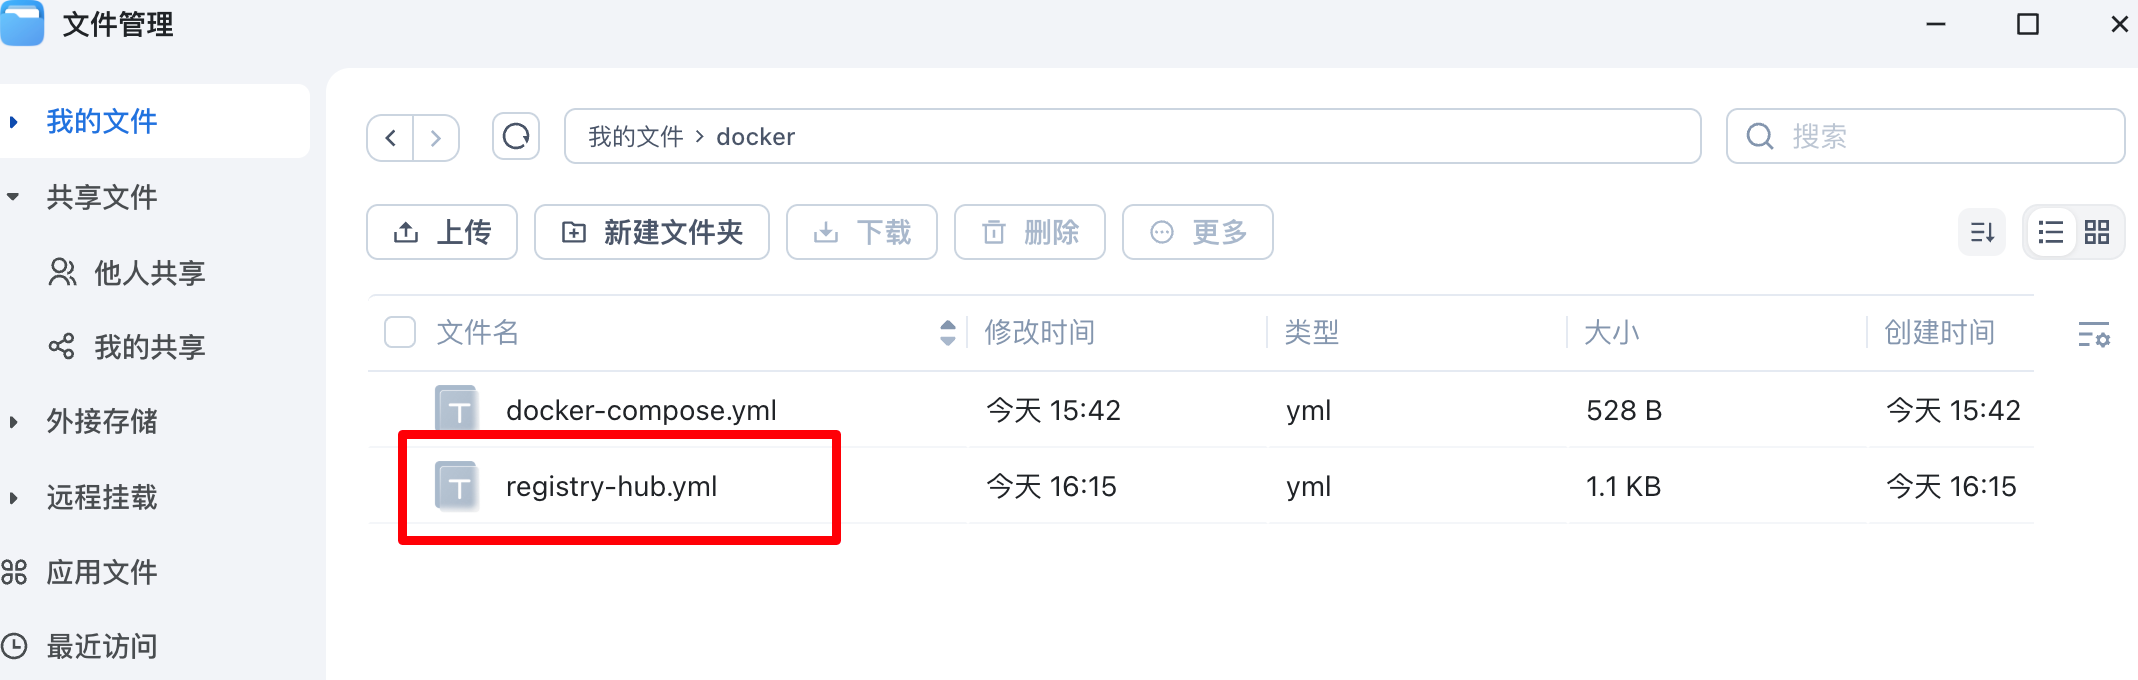 文件管理
我的文件
共享文件
他人共享
我的共享
外接存储
远程挂载
应用文件
最近访问
我的文件 > docker
搜索
上传 新建文件夹 下载 删除 更多
文件名 修改时间 类型 大小 创建时间
docker-compose.yml 今天 15:42 yml 528 B 今天 15:42
registry-hub.yml 今天 16:15 yml 1.1 KB 今天 16:15